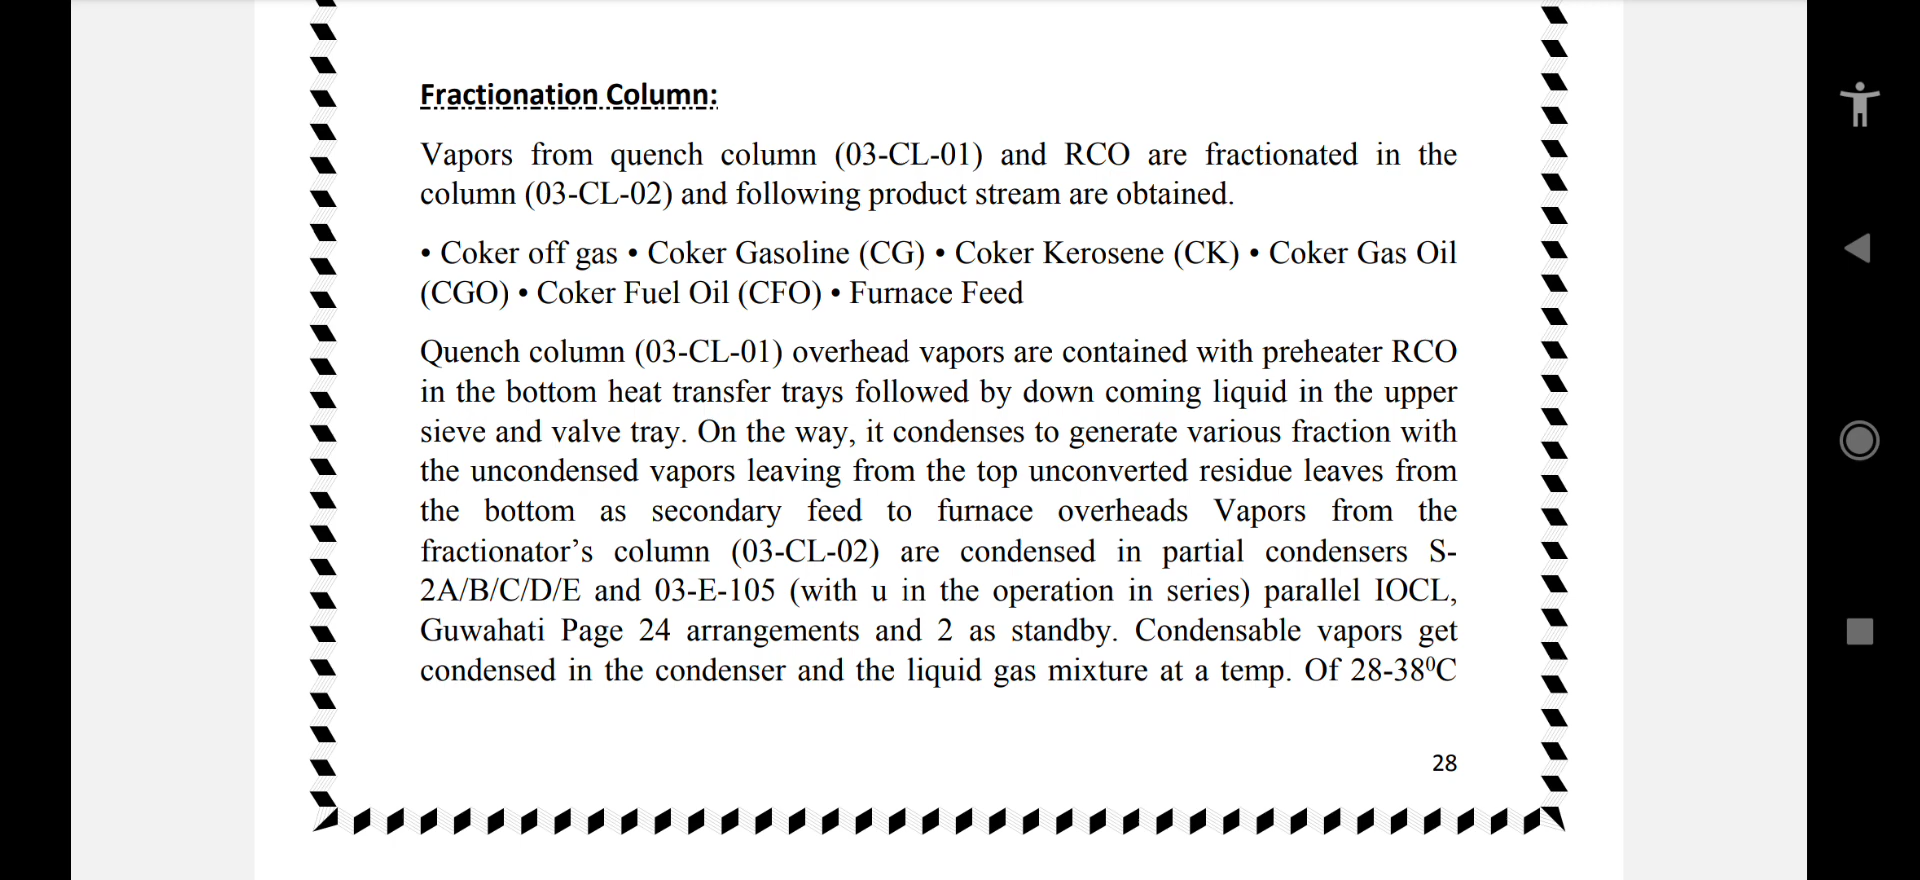 Fractionation Column:
Vapors from quench column (03-CL-01) and RCO are fractionated in the
column (03-CL-02) and following product stream are obtained.
• Coker off gas • Coker Gasoline (CG) • Coker Kerosene (CK) • Coker Gas Oil
(CGO) • Coker Fuel Oil (CFO) • Furnace Feed
Quench column (03-CL-01) overhead vapors are contained with preheater RCO
in the bottom heat transfer trays followed by down coming liquid in the upper
sieve and valve tray. On the way, it condenses to generate various fraction with
the uncondensed vapors leaving from the top unconverted residue leaves from
the bottom as secondary feed to furnace overheads Vapors from the
fractionator’s column (03-CL-02) are condensed in partial condensers S-
2A/B/C/D/E and 03-E-105 (with u in the operation in series) parallel IOCL,
Guwahati Page 24 arrangements and 2 as standby. Condensable vapors get
condensed in the condenser and the liquid gas mixture at a temp. Of 28-38⁰C
28